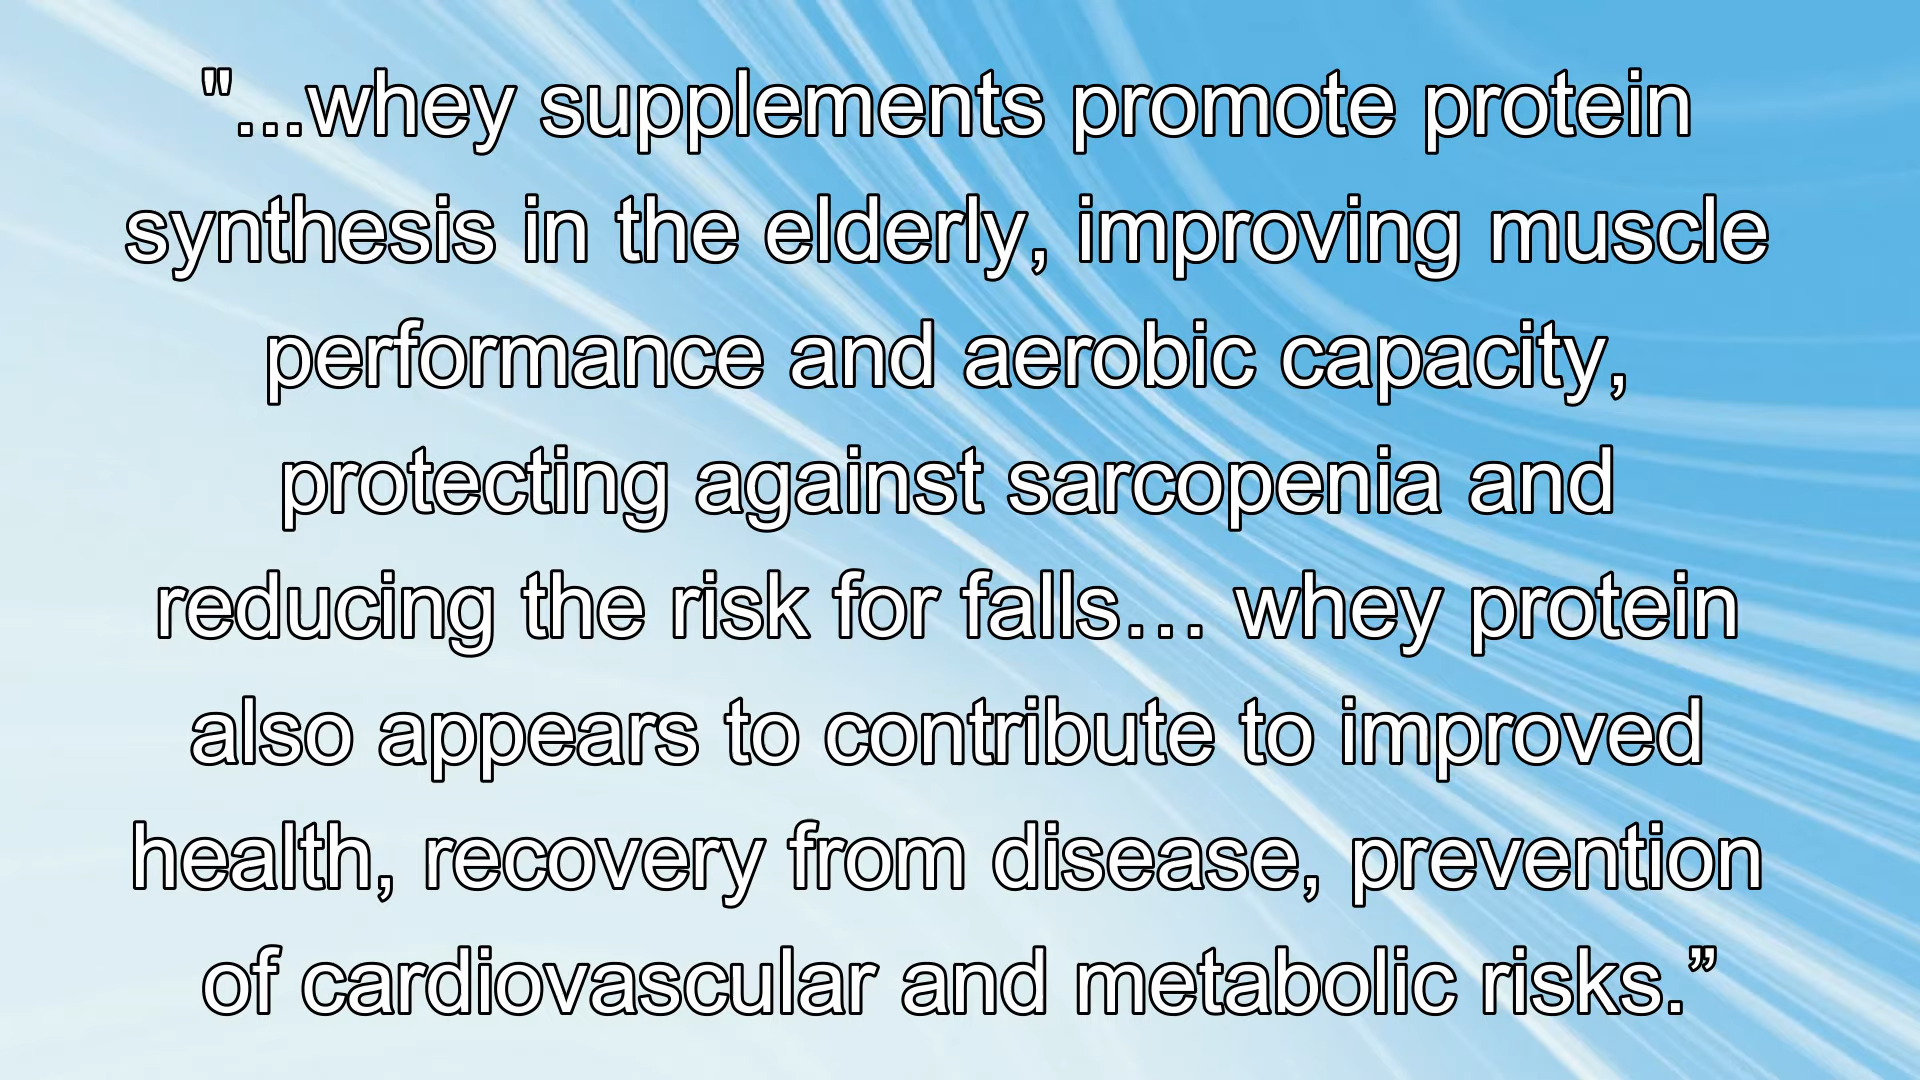 "...whey supplements promote protein
synthesis in the elderly, improving muscle
performance and aerobic capacity,
protecting against sarcopenia and
reducing the risk for falls… whey protein
also appears to contribute to improved
health, recovery from disease, prevention
of cardiovascular and metabolic risks.”